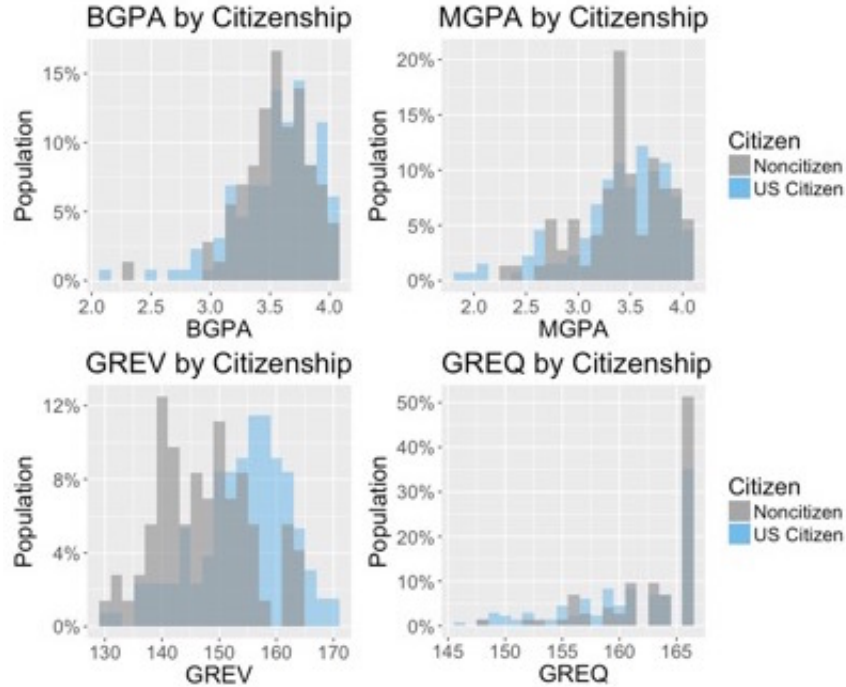 BGPA by Citizenship
Population
15%
10%
5%
0%
2.0 2.5 3.0 3.5 4.0
BGPA
MGPA by Citizenship
Population
20%
15%
10%
5%
0%
2.0 2.5 3.0 3.5 4.0
MGPA
Citizen
Noncitizen
US Citizen
GREV by Citizenship
Population
12%
8%
4%
0%
130 140 150 160 170
GREV
GREQ by Citizenship
Population
50%
40%
30%
20%
10%
0%
145 150 155 160 165
GREQ
Citizen
Noncitizen
US Citizen